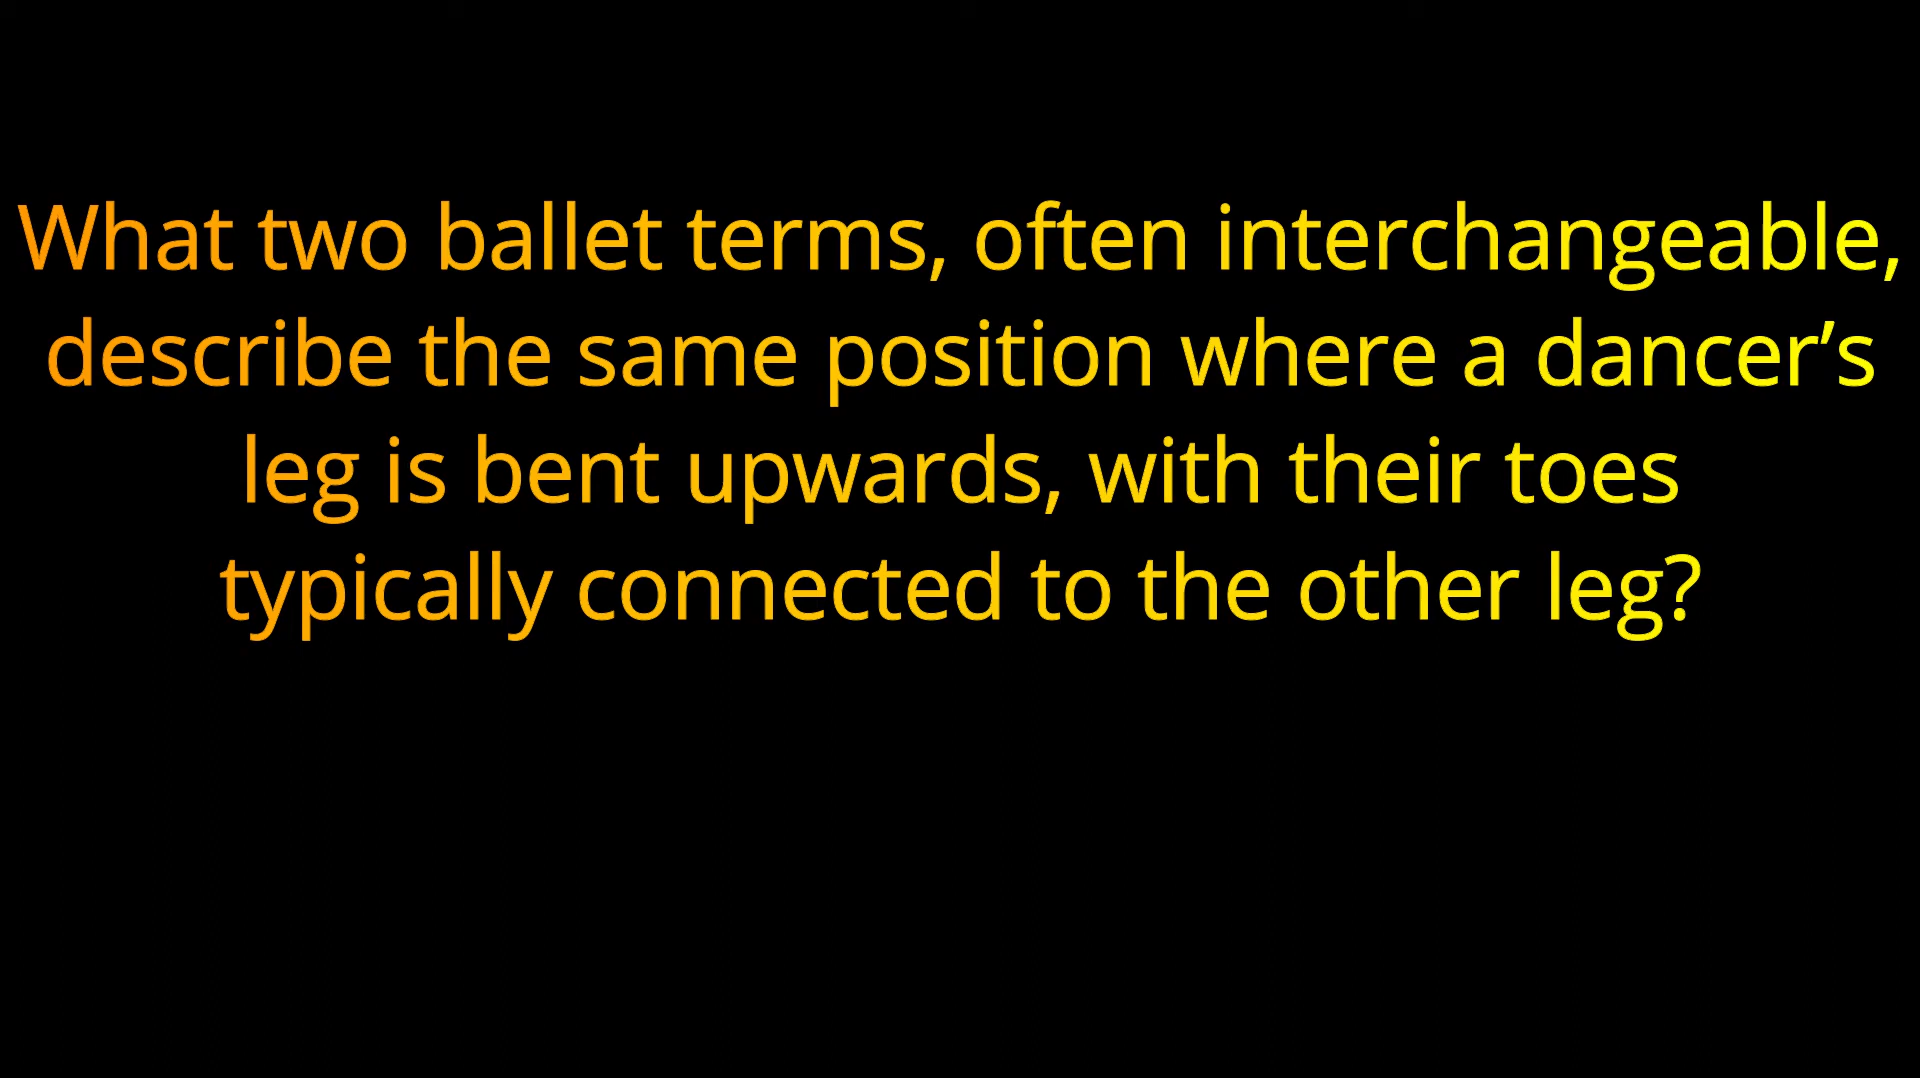 What two ballet terms, often interchangeable,
describe the same position where a dancer’s
leg is bent upwards, with their toes
typically connected to the other leg?